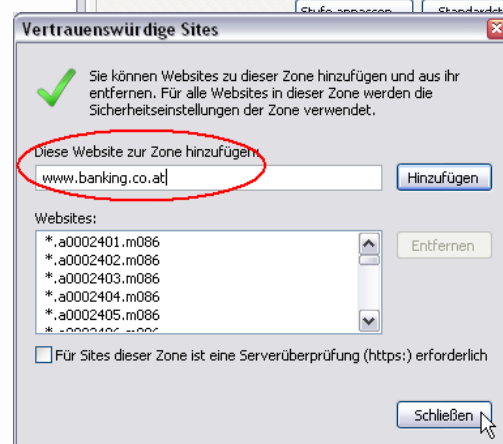 Stufe anpassen
Vertrauenswürdige Sites
Sie können Websites zu dieser Zone hinzufügen und aus ihr
entfernen. Für alle Websites in dieser Zone werden die
Sicherheitseinstellungen der Zone verwendet.
Diese Website zur Zone hinzufügen:
www.banking.co.at
Hinzufügen
Websites:
*.a0002401.m086
*.a0002402.m086
*.a0002403.m086
*.a0002404.m086
*.a0002405.m086
Entfernen
Für Sites dieser Zone ist eine Serverüberprüfung (https:) erforderlich
Schließen